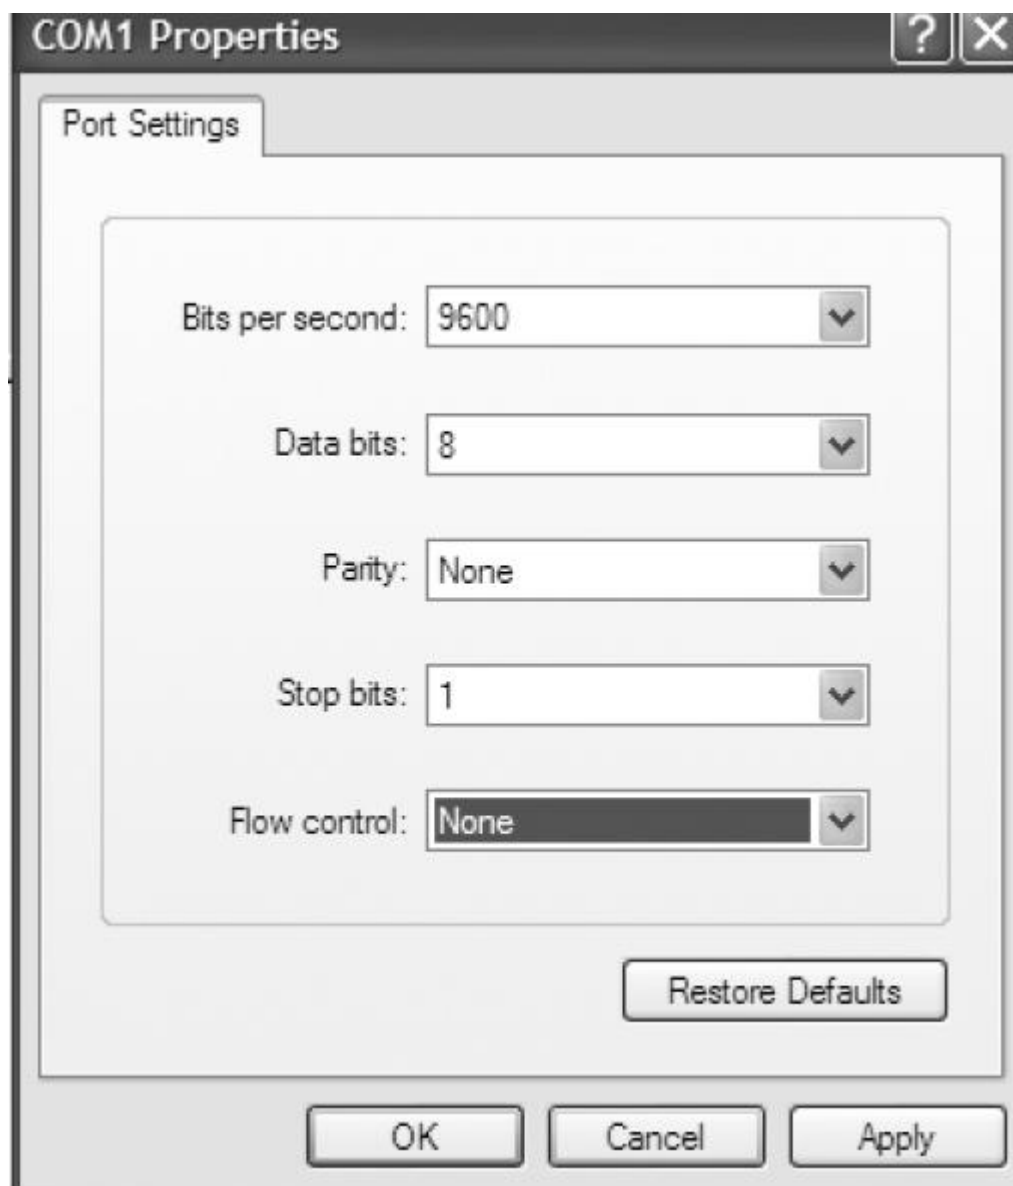 COM1 Properties
Port Settings
Bits per second: 9600
Data bits: 8
Parity: None
Stop bits: 1
Flow control: None
Restore Defaults
OK Cancel Apply